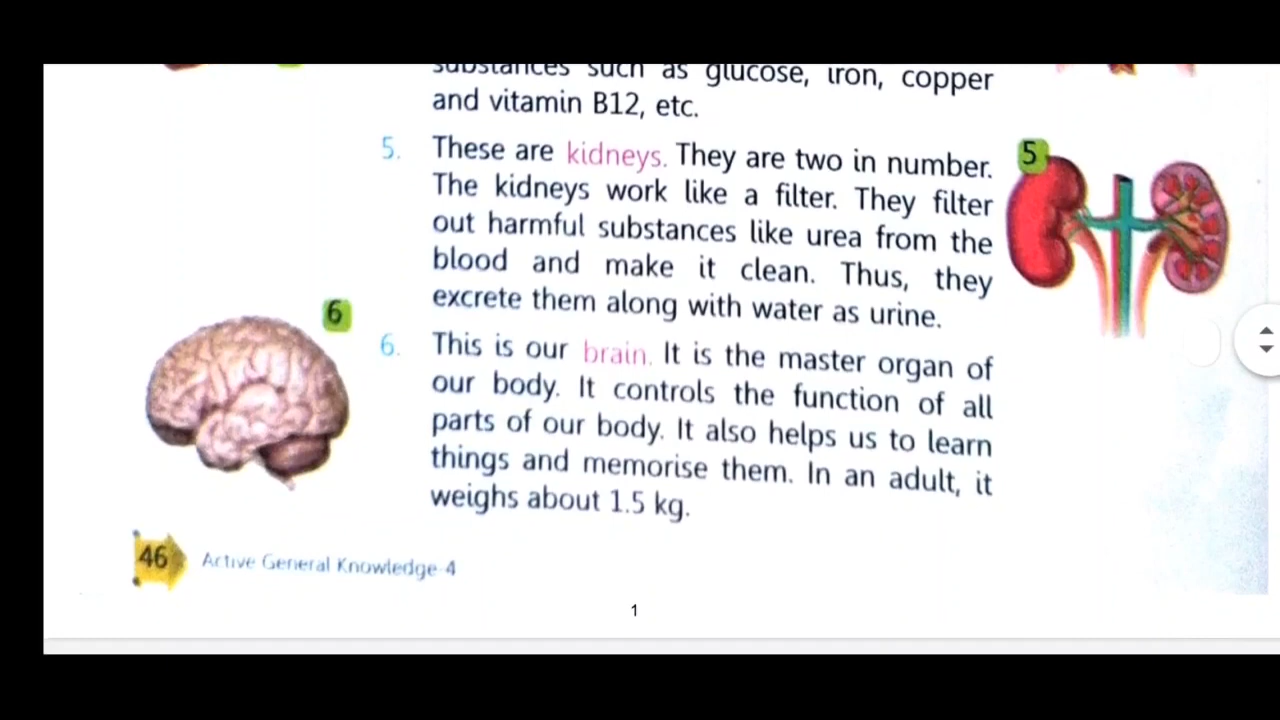 substances such as glucose, iron, copper
and vitamin B12, etc.
5. These are kidneys. They are two in number.
The kidneys work like a filter. They filter
out harmful substances like urea from the
blood and make it clean. Thus, they
excrete them along with water as urine.
5
6
6. This is our brain. It is the master organ of
our body. It controls the function of all
parts of our body. It also helps us to learn
things and memorise them. In an adult, it
weighs about 1.5 kg.
46 Active General Knowledge-4
1